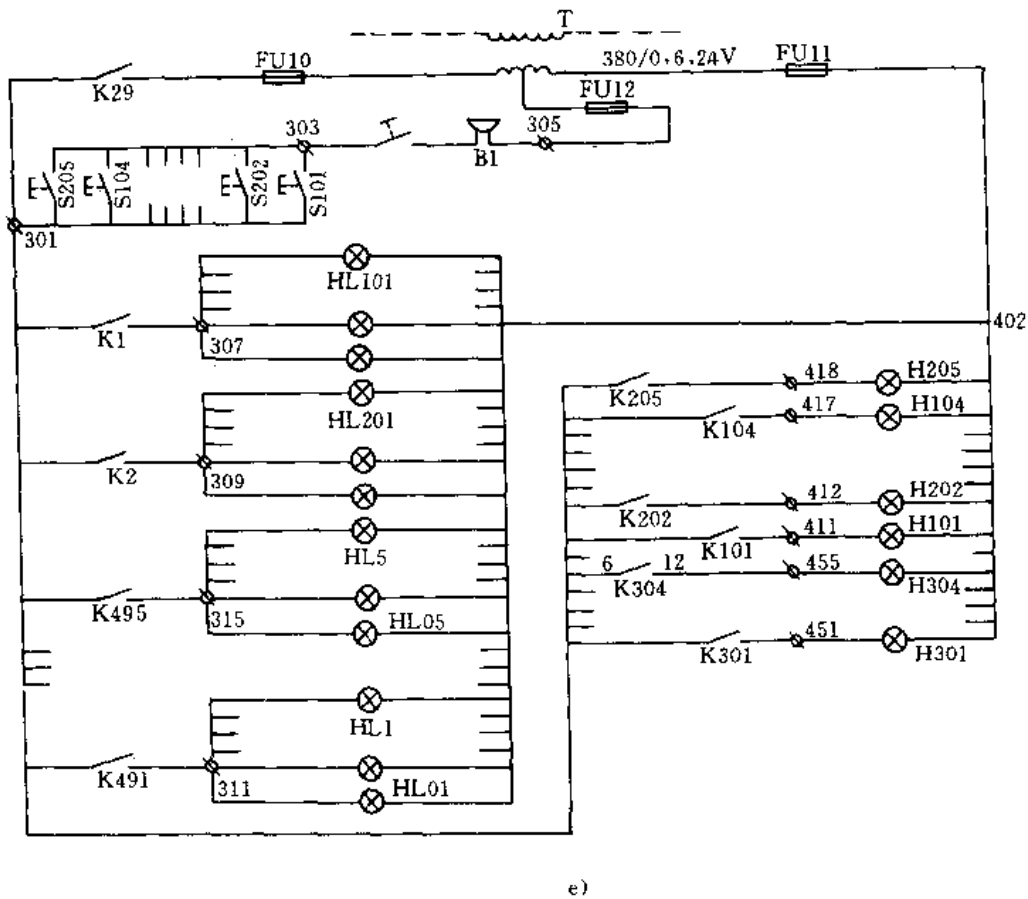 T
FU10
380/0,6,24V
FU11
K29
FU12
303
305
B1
S205
S104
S202
S101
301
HL101
K1
307
402
418
H205
K205
HL201
417
H104
K104
K2
309
412
H202
K202
411
H101
K101
HL5
6
12
455
K304
H304
K495
315
HL05
451
K301
H301
HL1
K491
311
HL01
e)